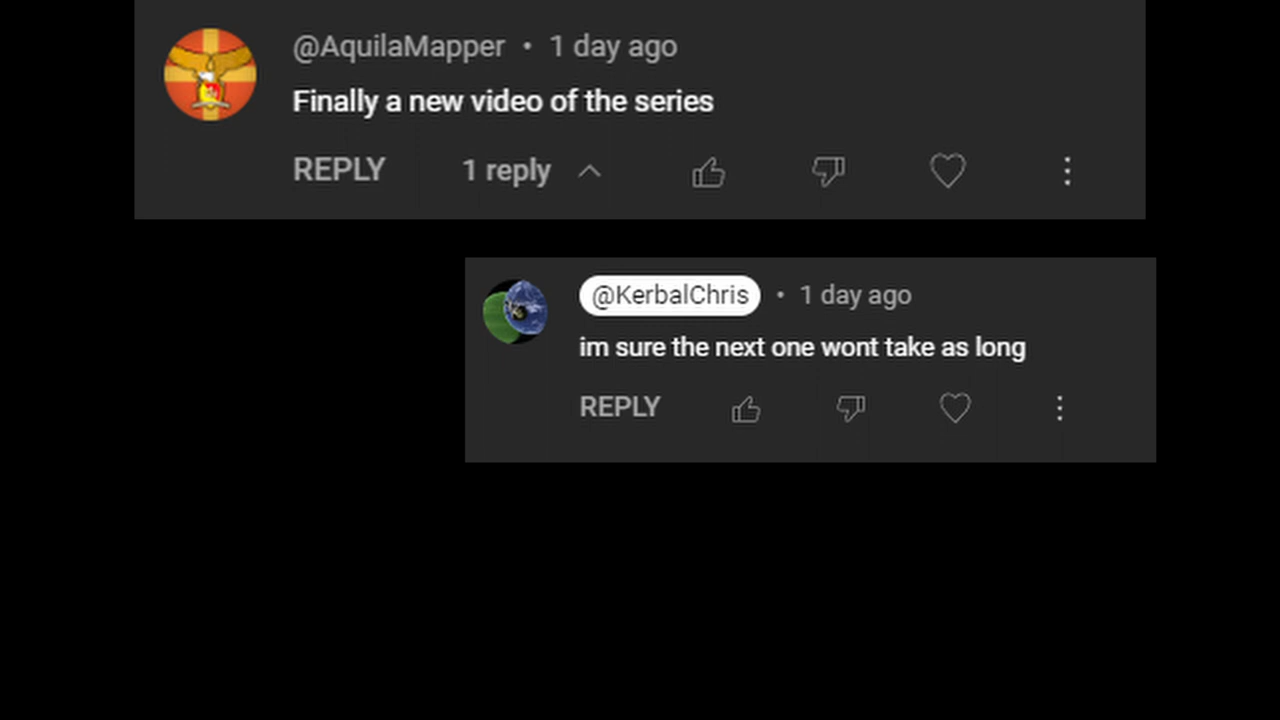 @AquilaMapper • 1 day ago
Finally a new video of the series
REPLY 1 reply
@KerbalChris • 1 day ago
im sure the next one wont take as long
REPLY